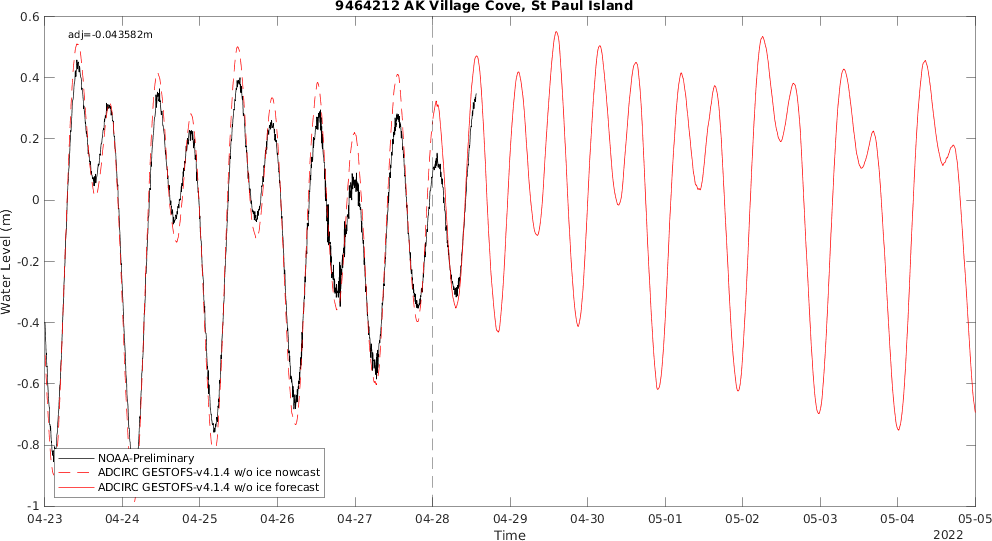 9464212 AK Village Cove, St Paul Island
adj=-0.043582m
Water Level (m)
0.6
0.4
0.2
0
-0.2
-0.4
-0.6
-0.8
-1
NOAA-Preliminary
ADCIRC GESTOFS-v4.1.4 w/o ice nowcast
ADCIRC GESTOFS-v4.1.4 w/o ice forecast
04-23 04-24 04-25 04-26 04-27 04-28 04-29 04-30 05-01 05-02 05-03 05-04 05-05
Time
2022